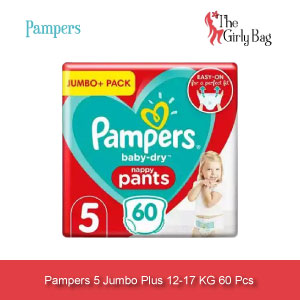 Pampers
The
Girly Bag
JUMBO+ PACK
EASY-ON
for a perfect fit
Pampers
baby-dry™
nappy
pants
5
60
Pampers 5 Jumbo Plus 12-17 KG 60 Pcs